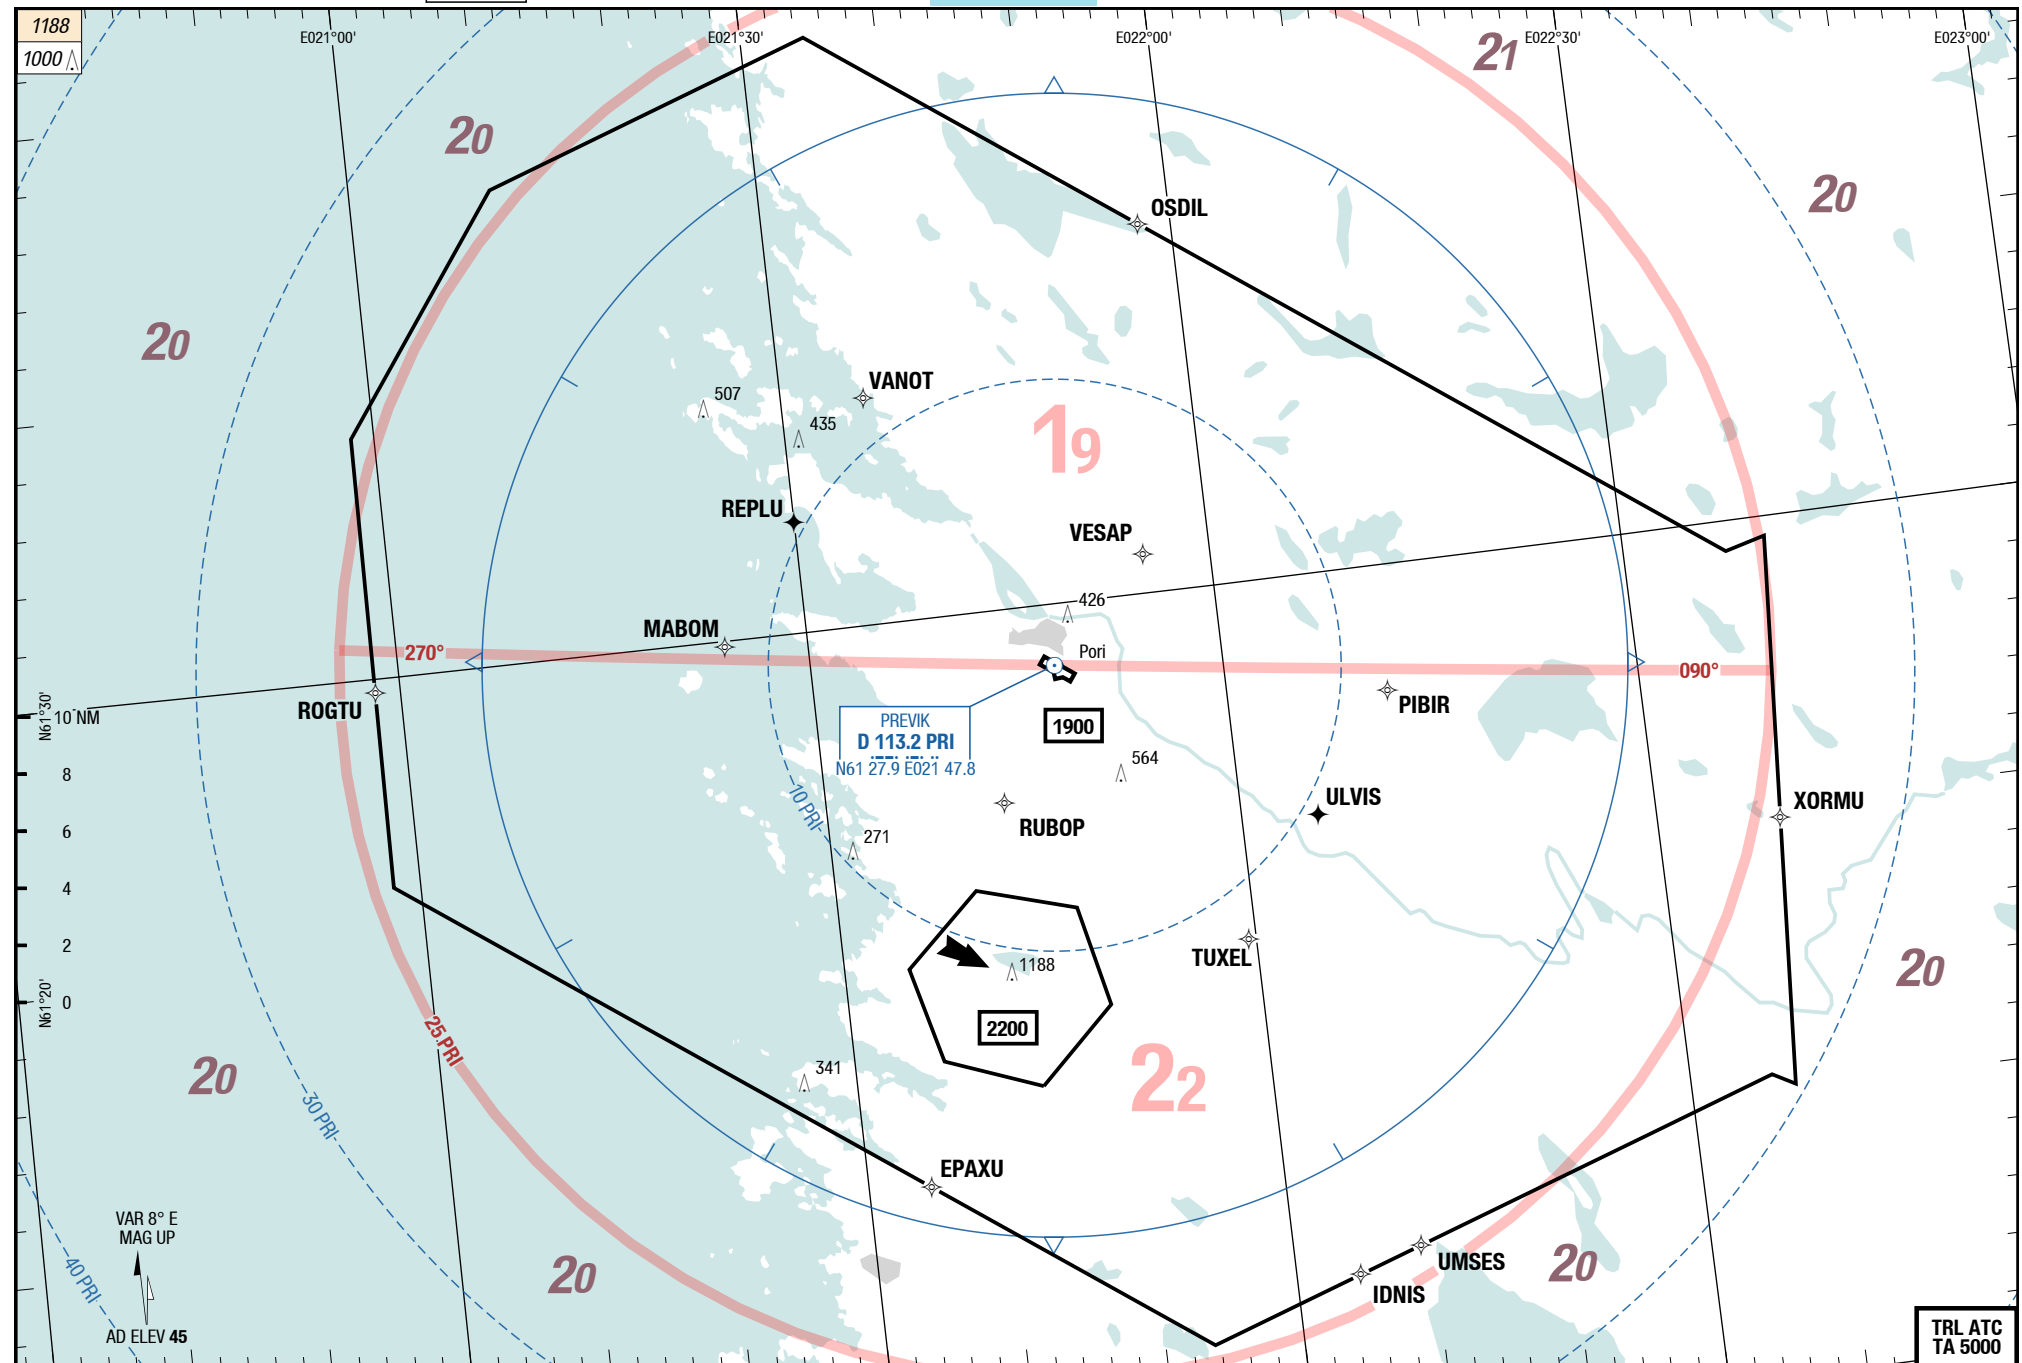 1188
1000
E021°00'
E021°30'
E022°00'
E022°30'
E023°00'
21
20
20
OSDIL
20
VANOT
507
435
19
REPLU
VESAP
426
MABOM
Pori
270°
090°
ROGTU
PIBIR
N61°30'
10 NM
8
6
4
2
0
N61°20'
PREVIK
D 113.2 PRI
N61 27.9 E021 47.8
1900
564
10 PRI
ULVIS
XORMU
RUBOP
271
TUXEL
1188
20
2200
25 PRI
341
22
20
30 PRI
EPAXU
VAR 8° E
MAG UP
40 PRI
20
UMSES
20
IDNIS
AD ELEV 45
TRL ATC
TA 5000